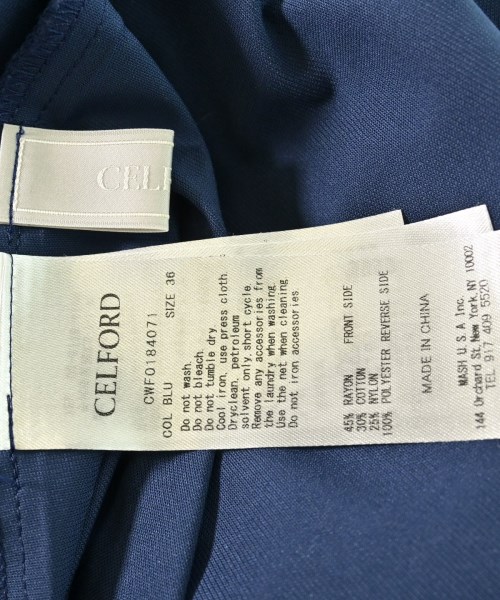 CELF
CELFORD
CWF0184071
COL BLU SIZE 36
Do not wash.
Do not bleach.
Do not tumble dry.
Cool iron, use press cloth
Dryclean, petroleum
solvent only.short cycle.
Remove any accessories from
the laundry when washing.
Use the net when cleaning
Do not iron accessories
45% RAYON FRONT SIDE
30% COTTON
25% NYLON
100% POLYESTER REVERSE SIDE
MADE IN CHINA
MASH U S A Inc.
144 Orchard St. New York, NY 10002
TEL 917 409 5520